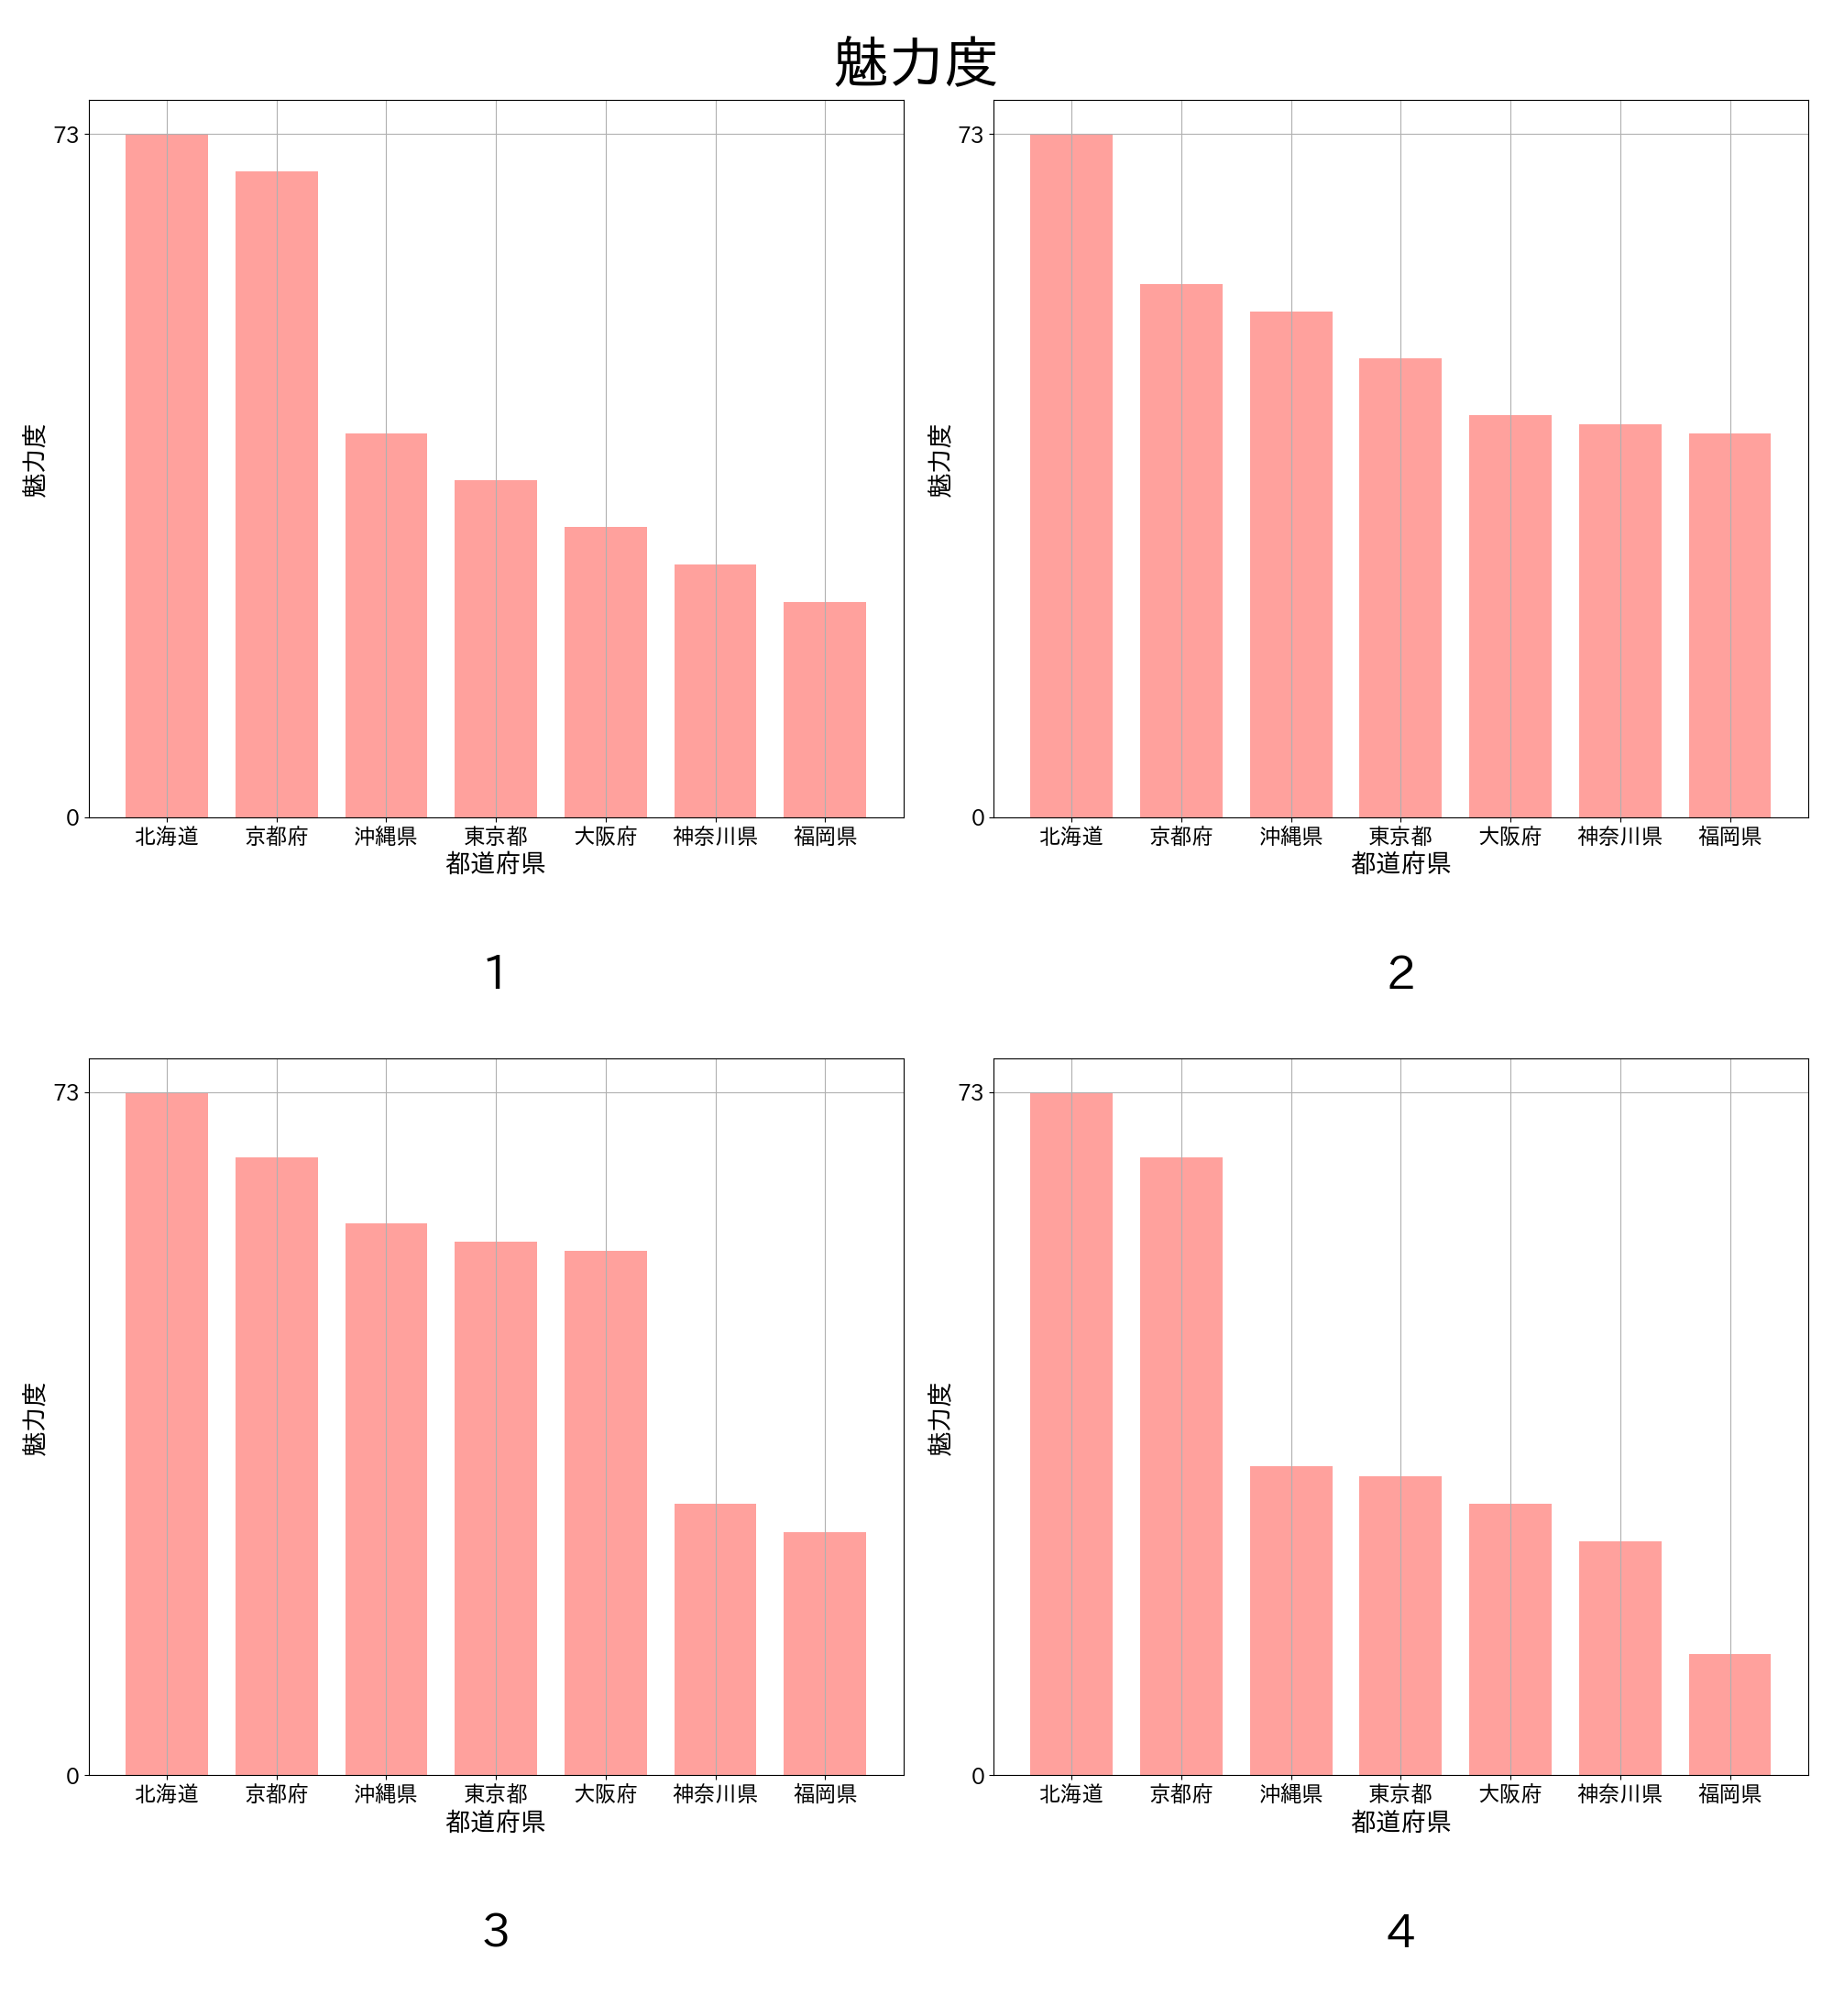 魅力度
73
0
魅力度
北海道 京都府 沖縄県 東京都 大阪府 神奈川県 福岡県
都道府県
1
73
0
魅力度
北海道 京都府 沖縄県 東京都 大阪府 神奈川県 福岡県
都道府県
2
73
0
魅力度
北海道 京都府 沖縄県 東京都 大阪府 神奈川県 福岡県
都道府県
3
73
0
魅力度
北海道 京都府 沖縄県 東京都 大阪府 神奈川県 福岡県
都道府県
4